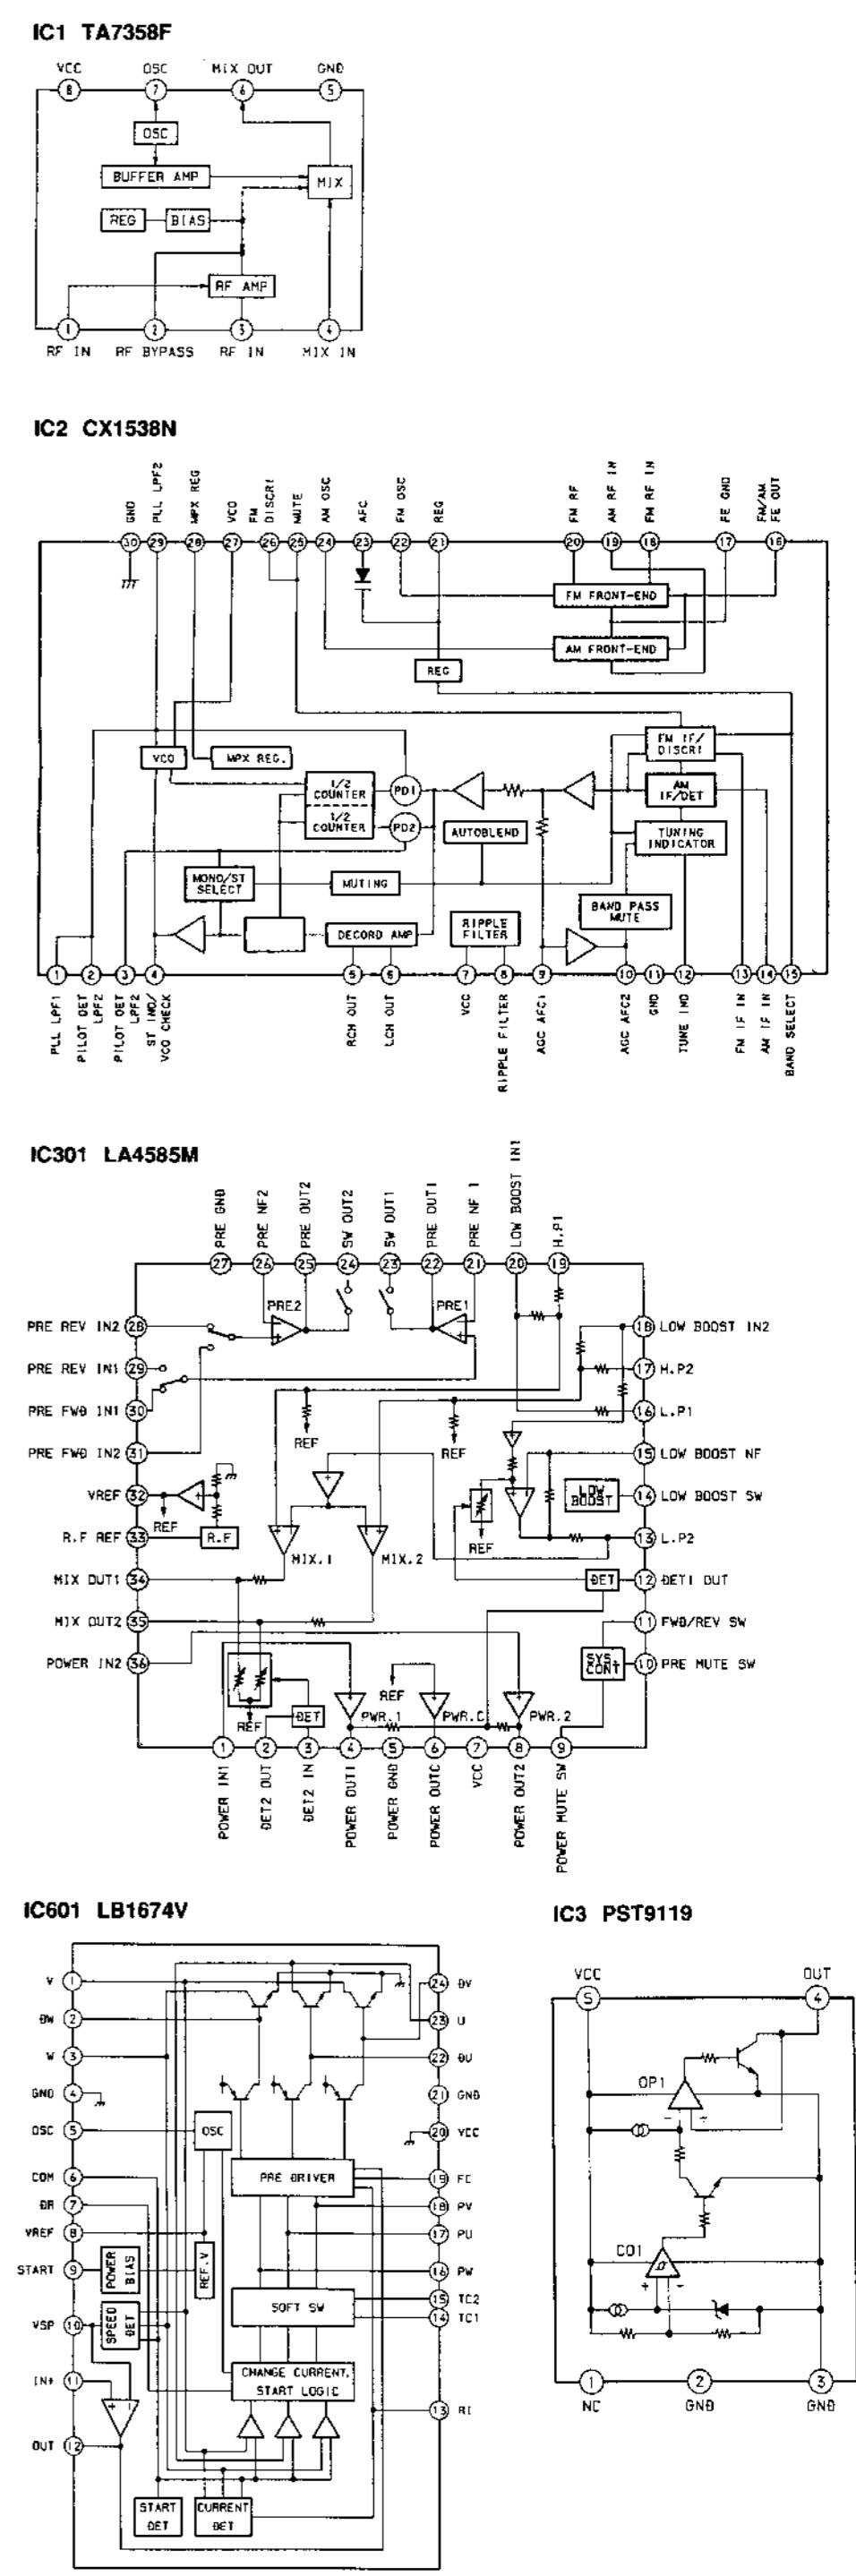 IC1 TA7358F
VCC OSC MIX OUT GND
8 7 6 5
OSC
BUFFER AMP
MIX
REG BIAS
RF AMP
1 2 3 4
RF IN RF BYPASS RF IN MIX IN
IC2 CX1538N
GND
PLL LPF2
MPX REG
VCO
FM DISCRI
MUTE
AM OSC
AFC
FM OSC
REG
FM RF
AM RF IN
FM RF IN
FE GND
FM/AM FE OUT
30 29 28 27 26 25 24 23 22 21 20 19 18 17 16
FM FRONT-END
AM FRONT-END
REG
FM IF/
DISCRI
VCO
MPX REG.
1/2
COUNTER
1/2
COUNTER
PD1
PD2
AM
IF/DET
AUTOBLEND
TUNING
INDICATOR
MONO/ST
SELECT
MUTING
BAND PASS
MUTE
DECORD AMP
RIPPLE
FILTER
1 2 3 4 5 6 7 8 9 10 11 12 13 14 15
PLL LPF1
PILOT DET
LPF2
PILOT DET
LPF2
ST IND/
VCO CHECK
RCH OUT
LCH OUT
VCC
RIPPLE FILTER
AGC AFC1
AGC AFC2
GND
TUNE IND
FM IF IN
AM IF IN
BAND SELECT
IC301 LA4585M
PRE GND
PRE NF2
PRE OUT2
SW OUT2
SW OUT1
PRE OUT1
PRE NF 1
LOW BOOST IN1
H.P1
27 26 25 24 23 22 21 20 19
PRE2
PRE1
PRE REV IN2 28
PRE REV IN1 29
PRE FWD IN1 30
PRE FWD IN2 31
VREF 32
R.F REF 33
MIX OUT1 34
MIX OUT2 35
POWER IN2 36
18 LOW BOOST IN2
17 H.P2
16 L.P1
15 LOW BOOST NF
14 LOW BOOST SW
13 L.P2
12 DET1 OUT
11 FWD/REV SW
10 PRE MUTE SW
REF
REF
REF
R.F
LOW
BOOST
REF
MIX.1
MIX.2
DET
SYS.
CONT
REF
DET
REF
PWR.1
PWR.C
PWR.2
1 2 3 4 5 6 7 8 9
POWER IN1
DET2 OUT
DET2 IN
POWER OUT1
POWER GND
POWER OUTC
VCC
POWER OUT2
POWER MUTE SW
IC601 LB1674V
V 1
DW 2
W 3
GND 4
OSC 5
COM 6
DR 7
VREF 8
START 9
VSP 10
IN+ 11
OUT 12
24 DV
23 U
22 DU
21 GND
20 VCC
19 FC
18 PV
17 PU
16 PW
15 TC2
14 TC1
13 RI
OSC
PRE DRIVER
REF.V
POWER
BIAS
SPEED
DET
SOFT SW
CHANGE CURRENT.
START LOGIC
START
DET
CURRENT
DET
IC3 PST9119
VCC OUT
5 4
OP1
CO1
1 2 3
NC GND GND